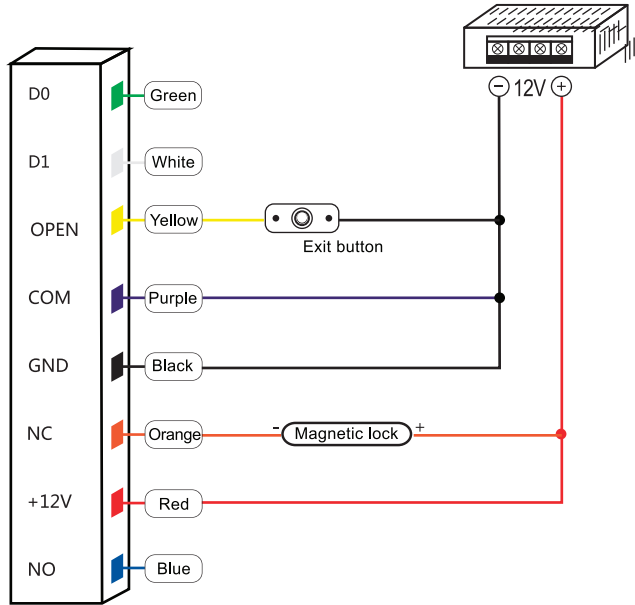 − 12V +
D0 Green
D1 White
OPEN Yellow
Exit button
COM Purple
GND Black
NC Orange - Magnetic lock +
+12V Red
NO Blue